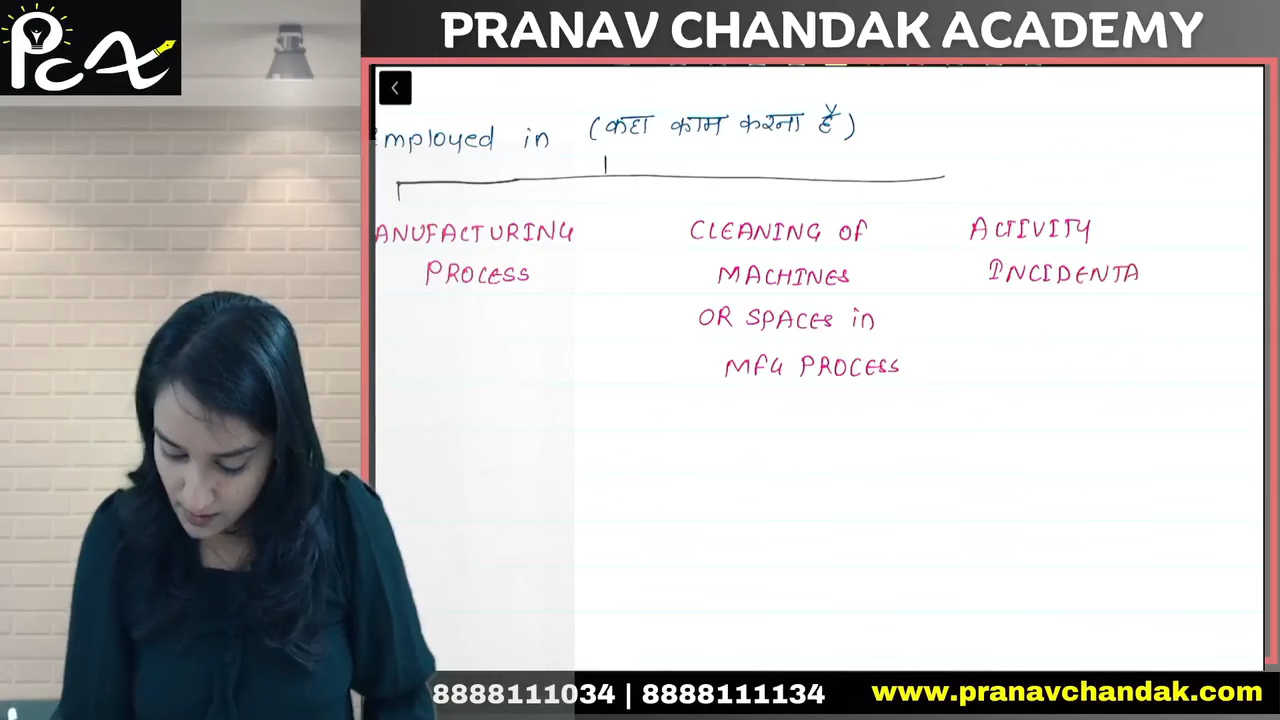 PCA
PRANAV CHANDAK ACADEMY
mployed in (कहा काम करना है)
ANUFACTURING
PROCESS
CLEANING OF
MACHINES
OR SPACES in
MFG PROCESS
ACTIVITY
INCIDENTA
8888111034 | 8888111134
www.pranavchandak.com